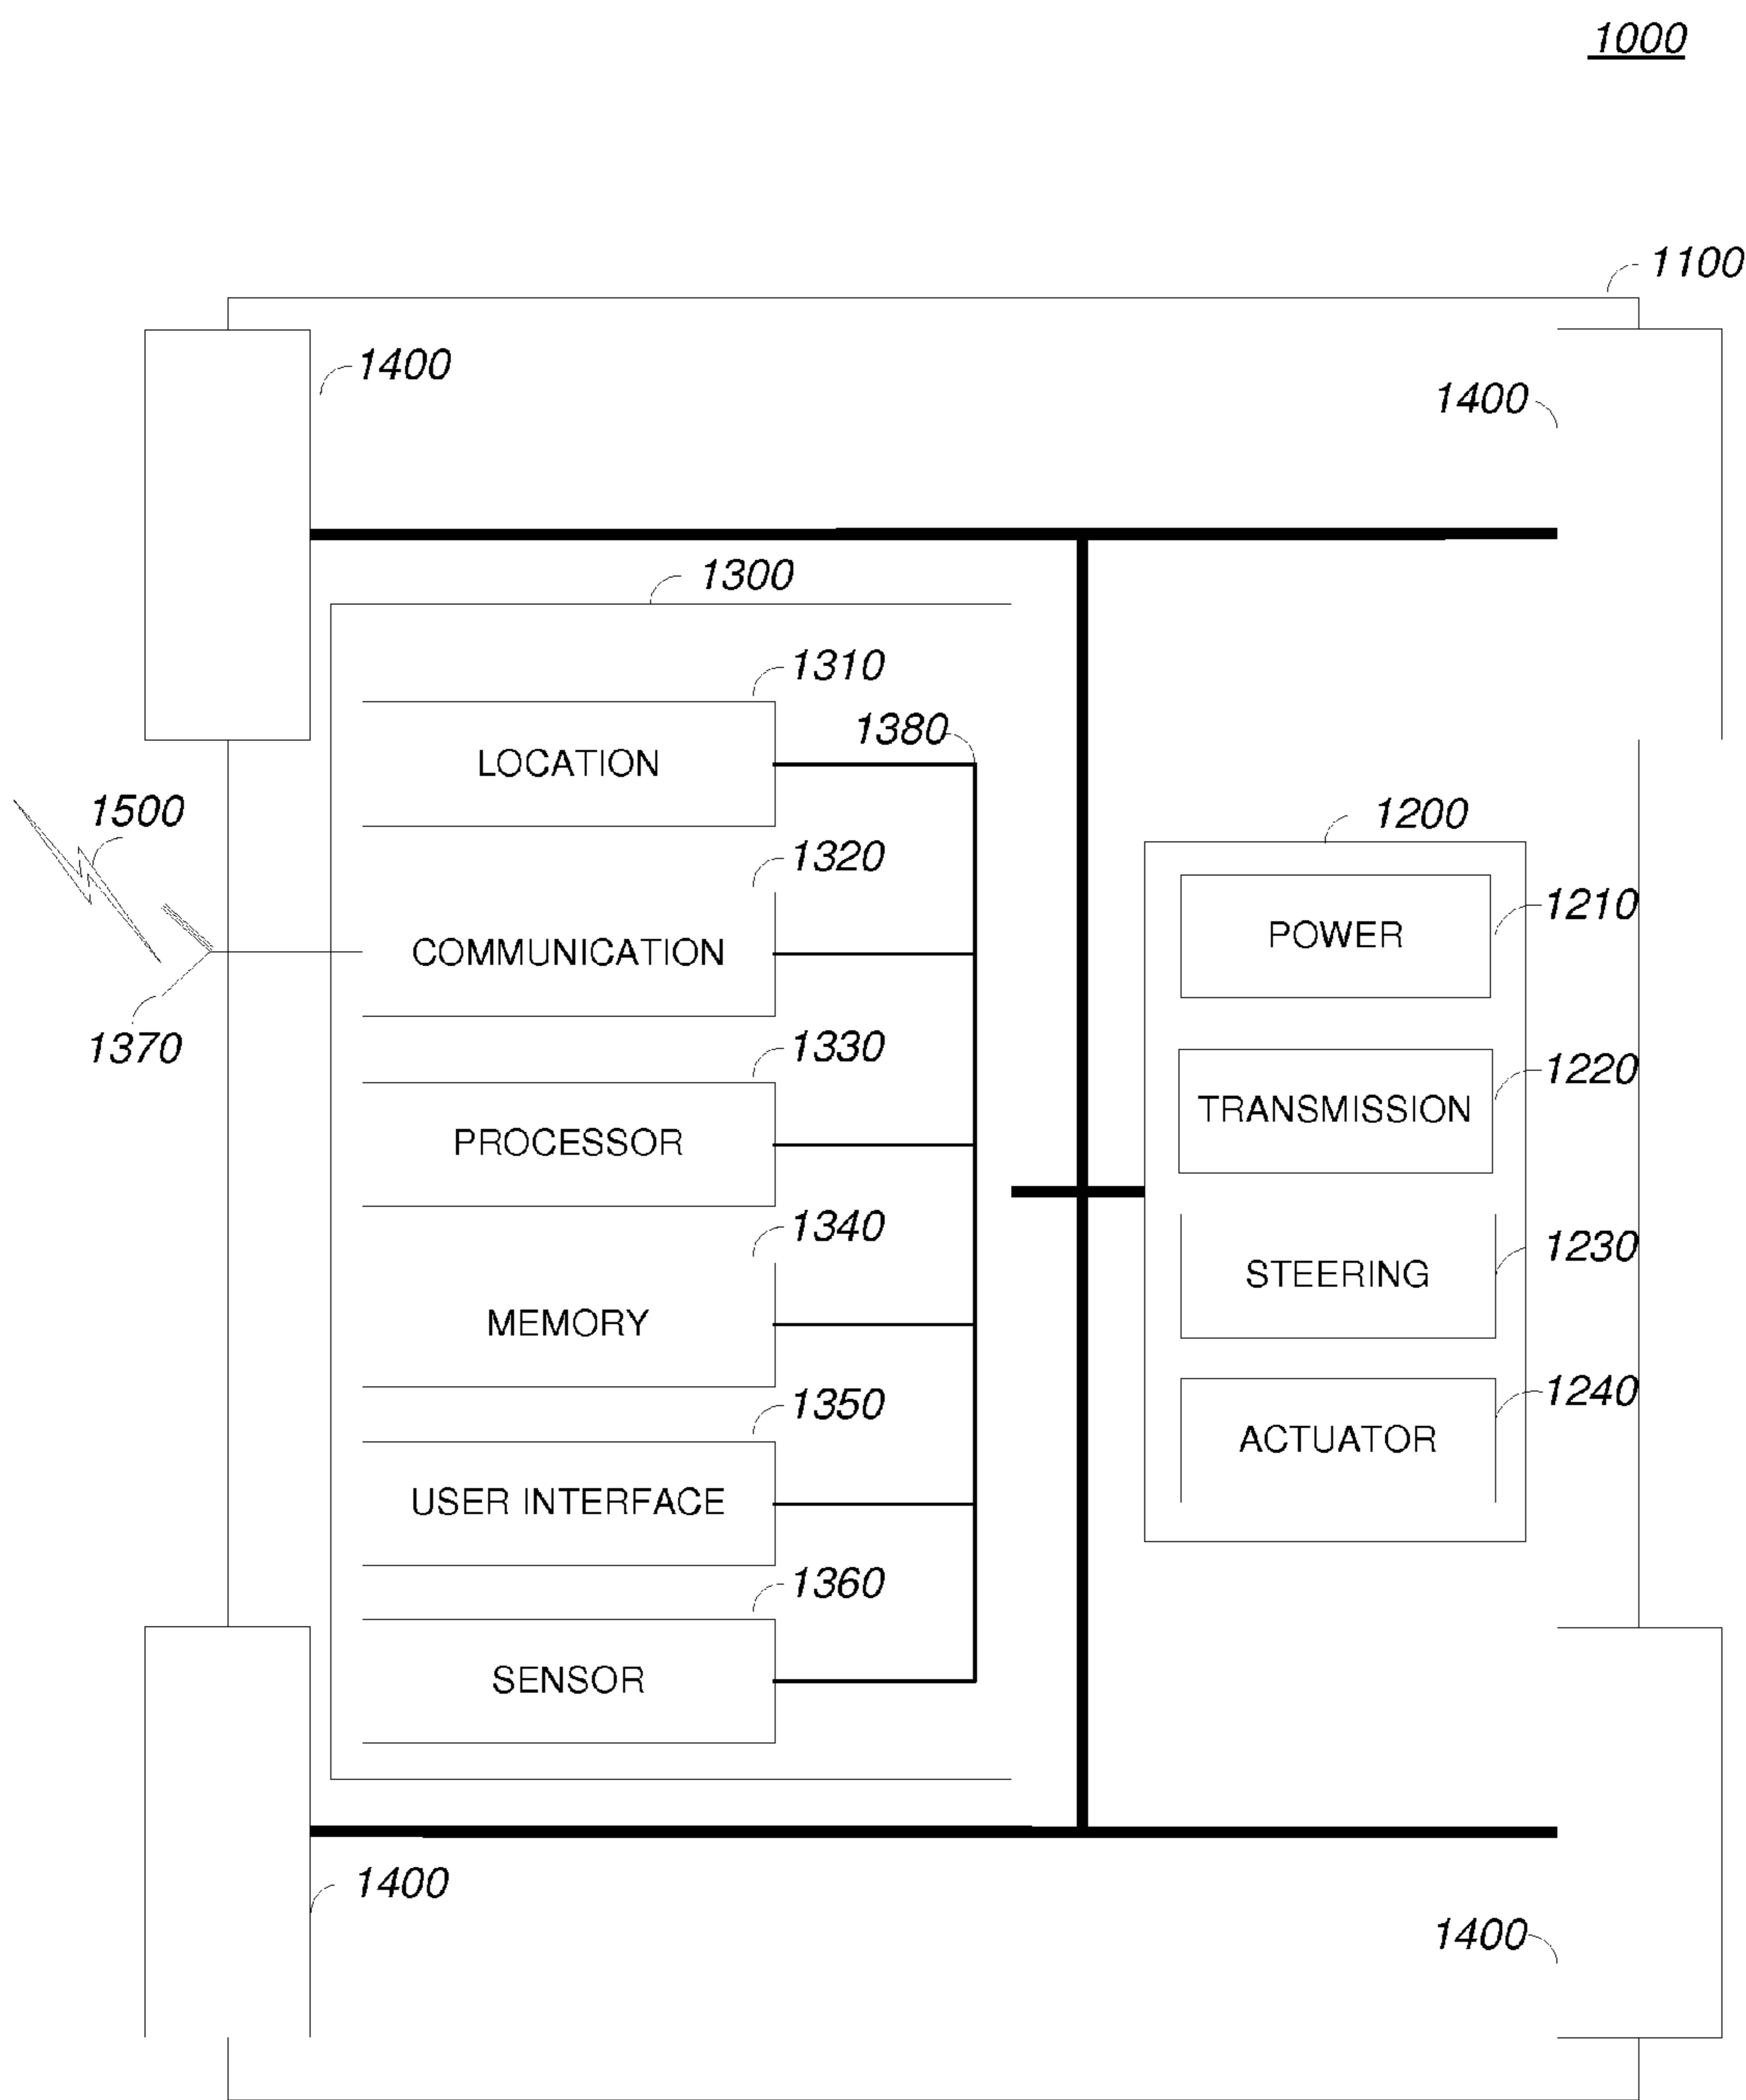 1000
1100
1400
1400
1300
1310
1380
LOCATION
1500
1200
1320
1210
POWER
COMMUNICATION
1370
1330
1220
TRANSMISSION
PROCESSOR
1340
1230
STEERING
MEMORY
1350
1240
ACTUATOR
USER INTERFACE
1360
SENSOR
1400
1400